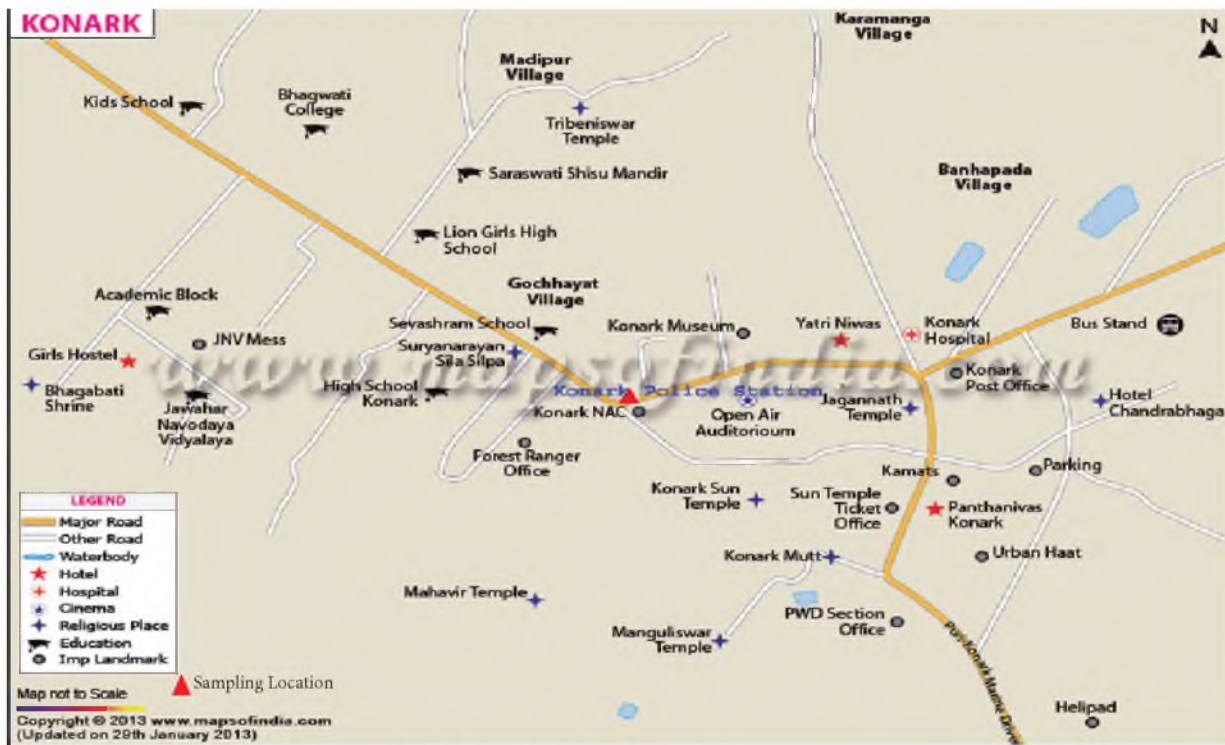 KONARK
Karamanga
Village
N
Madipur
Village
Kids School
Bhagwati
College
Tribeniswar
Temple
Saraswati Shisu Mandir
Banhapada
Village
Lion Girls High
School
Gochhayat
Village
Academic Block
Sevashram School
Konark Museum
Yatri Niwas
Konark
Hospital
Bus Stand
JNV Mess
Girls Hostel
Suryanarayan
Sila Silpa
www.mapsofindia.com
Konark
Post Office
Bhagabati
Shrine
High School
Konark
Konark Police Station
Jawahar
Navodaya
Vidyalaya
Konark NAC
Open Air
Auditorioum
Jagannath
Temple
Hotel
Chandrabhaga
Forest Ranger
Office
Kamats
Parking
Konark Sun
Temple
Sun Temple
Ticket
Office
Panthanivas
Konark
Konark Mutt
Urban Haat
Mahavir Temple
Manguliswar
Temple
PWD Section
Office
Puri-Konark Marine Drive
Helipad
LEGEND
Major Road
Other Road
Waterbody
Hotel
Hospital
Cinema
Religious Place
Education
Imp Landmark
Sampling Location
Map not to Scale
Copyright © 2013 www.mapsofindia.com
(Updated on 29th January 2013)